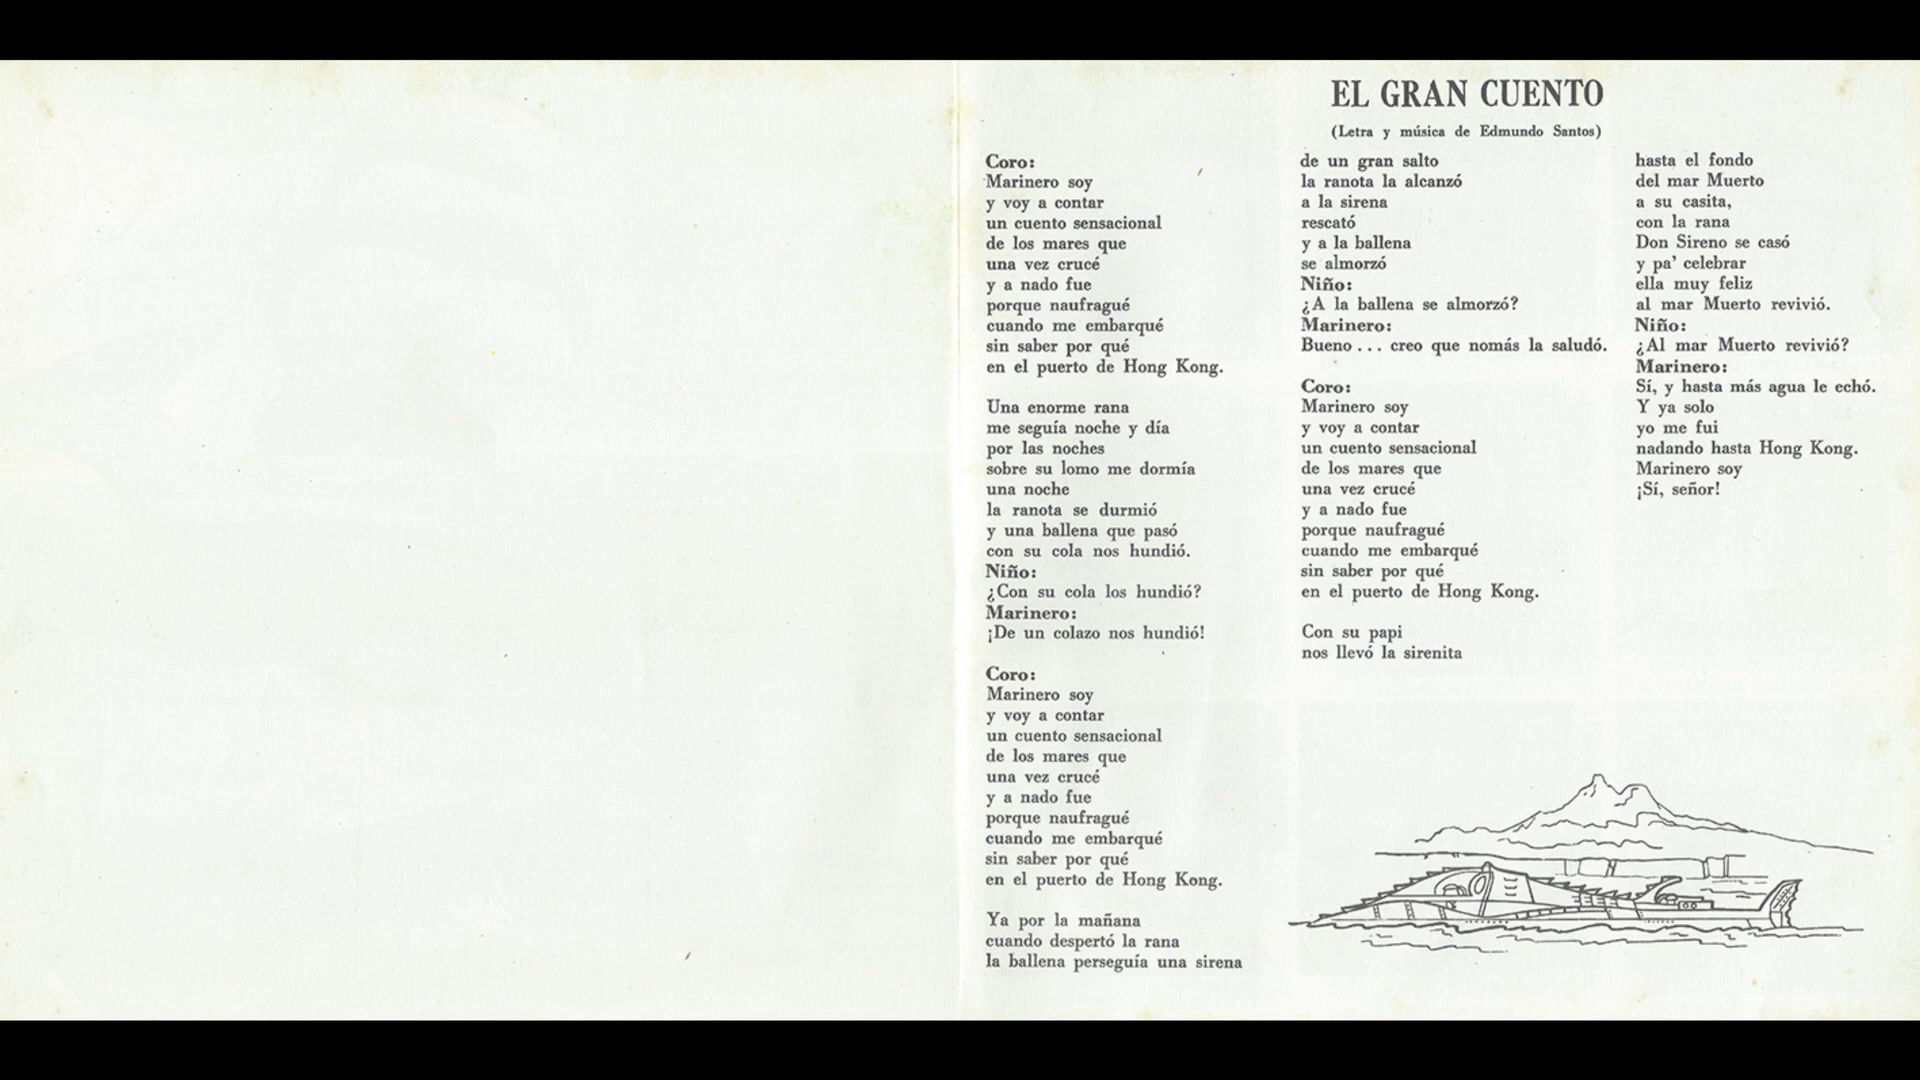 EL GRAN CUENTO
(Letra y música de Edmundo Santos)
Coro:
Marinero soy
y voy a contar
un cuento sensacional
de los mares que
una vez crucé
y a nado fue
porque naufragué
cuando me embarqué
sin saber por qué
en el puerto de Hong Kong.
Una enorme rana
me seguía noche y día
por las noches
sobre su lomo me dormía
una noche
la ranota se durmió
y una ballena que pasó
con su cola nos hundió.
Niño:
¿Con su cola los hundió?
Marinero:
¡De un colazo nos hundió!
Coro:
Marinero soy
y voy a contar
un cuento sensacional
de los mares que
una vez crucé
y a nado fue
porque naufragué
cuando me embarqué
sin saber por qué
en el puerto de Hong Kong.
Ya por la mañana
cuando despertó la rana
la ballena perseguía una sirena
de un gran salto
la ranota la alcanzó
a la sirena
rescató
y a la ballena
se almorzó
Niño:
¿A la ballena se almorzó?
Marinero:
Bueno... creo que nomás la saludó.
Coro:
Marinero soy
y voy a contar
un cuento sensacional
de los mares que
una vez crucé
y a nado fue
porque naufragué
cuando me embarqué
sin saber por qué
en el puerto de Hong Kong.
Con su papi
nos llevó la sirenita
hasta el fondo
del mar Muerto
a su casita,
con la rana
Don Sireno se casó
y pa' celebrar
ella muy feliz
al mar Muerto revivió.
Niño:
¿Al mar Muerto revivió?
Marinero:
Sí, y hasta más agua le echó.
Y ya solo
yo me fui
nadando hasta Hong Kong.
Marinero soy
¡Sí, señor!